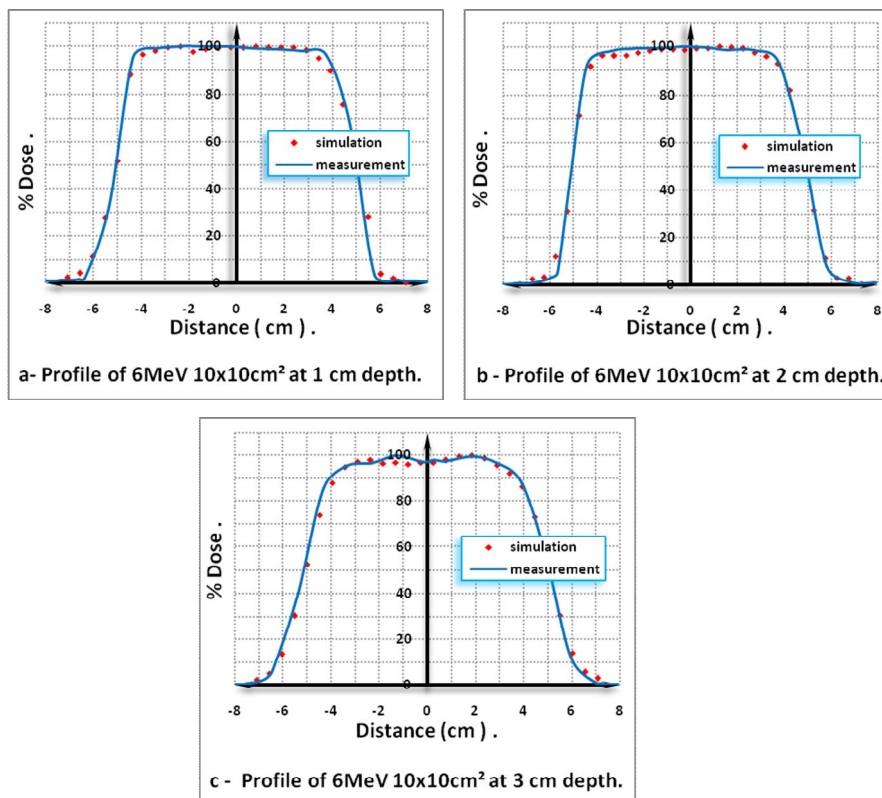 100
80
60
40
20
0
% Dose .
simulation
measurement
-8 -6 -4 -2 0 2 4 6 8
Distance ( cm ) .
a- Profile of 6MeV 10x10cm² at 1 cm depth.
100
80
60
40
20
0
% Dose .
simulation
measurement
-8 -6 -4 -2 0 2 4 6 8
Distance ( cm ) .
b - Profile of 6MeV 10x10cm² at 2 cm depth.
100
80
60
40
20
0
% Dose .
simulation
measurement
-8 -6 -4 -2 0 2 4 6 8
Distance (cm ) .
c - Profile of 6MeV 10x10cm² at 3 cm depth.